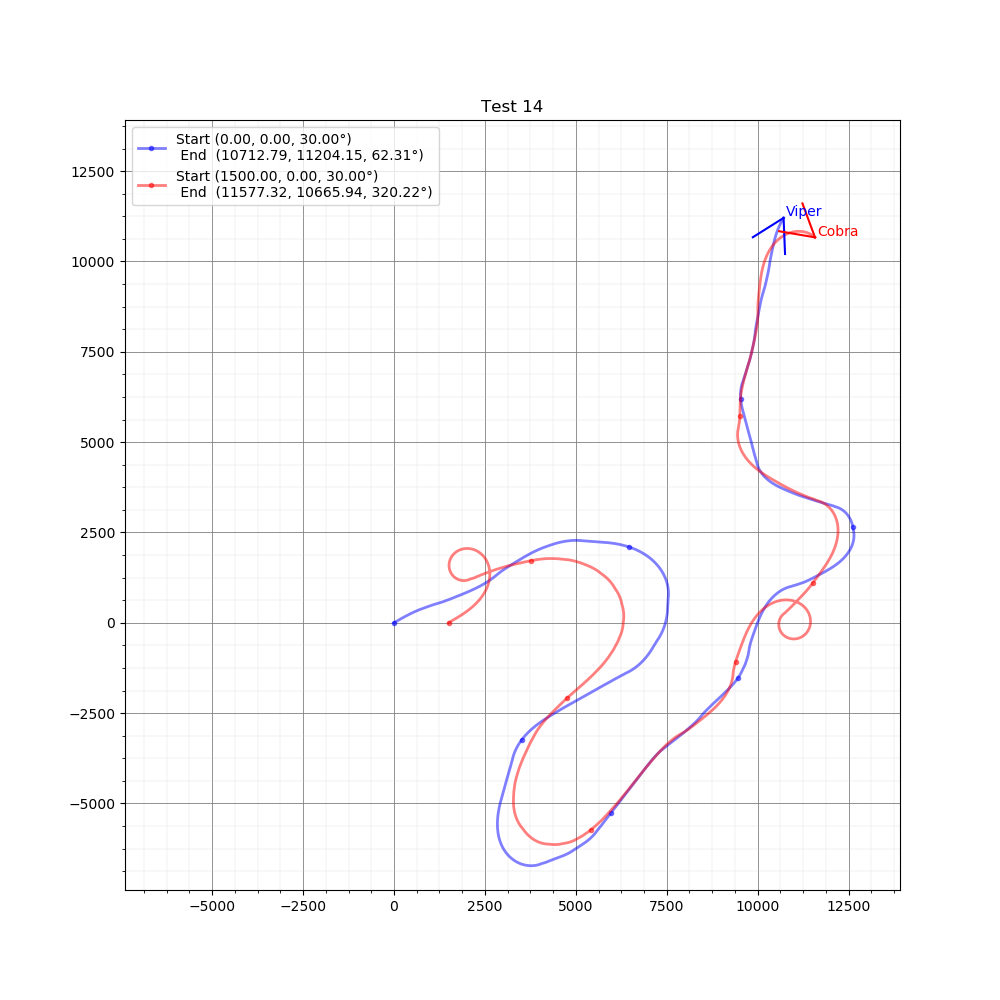 Test 14
Start (0.00, 0.00, 30.00°)
End (10712.79, 11204.15, 62.31°)
Start (1500.00, 0.00, 30.00°)
End (11577.32, 10665.94, 320.22°)
Viper
Cobra
12500
10000
7500
5000
2500
0
−2500
−5000
−5000
−2500
0
2500
5000
7500
10000
12500